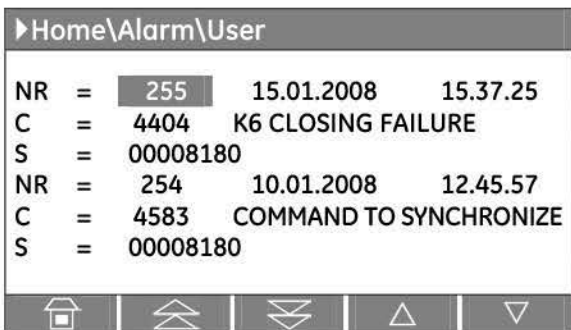 Home\Alarm\User
NR = 255 15.01.2008 15.37.25
C = 4404 K6 CLOSING FAILURE
S = 00008180
NR = 254 10.01.2008 12.45.57
C = 4583 COMMAND TO SYNCHRONIZE
S = 00008180